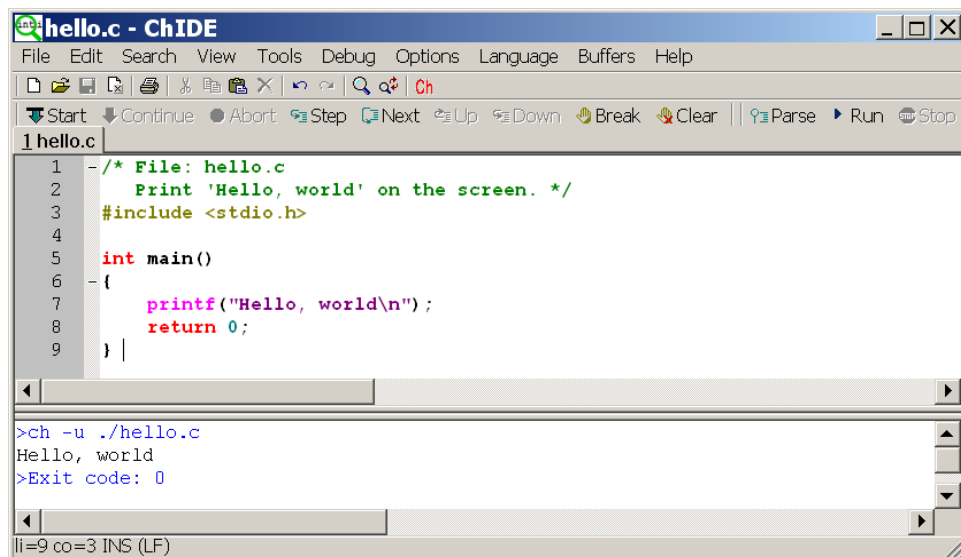 hello.c - ChIDE
File Edit Search View Tools Debug Options Language Buffers Help
Ch
Start Continue Abort Step Next Up Down Break Clear Parse Run Stop
1 hello.c
1 /* File: hello.c
2 Print 'Hello, world' on the screen. */
3 #include <stdio.h>
4
5 int main()
6 {
7 printf("Hello, world\n");
8 return 0;
9 }
>ch -u ./hello.c
Hello, world
>Exit code: 0
li=9 co=3 INS (LF)